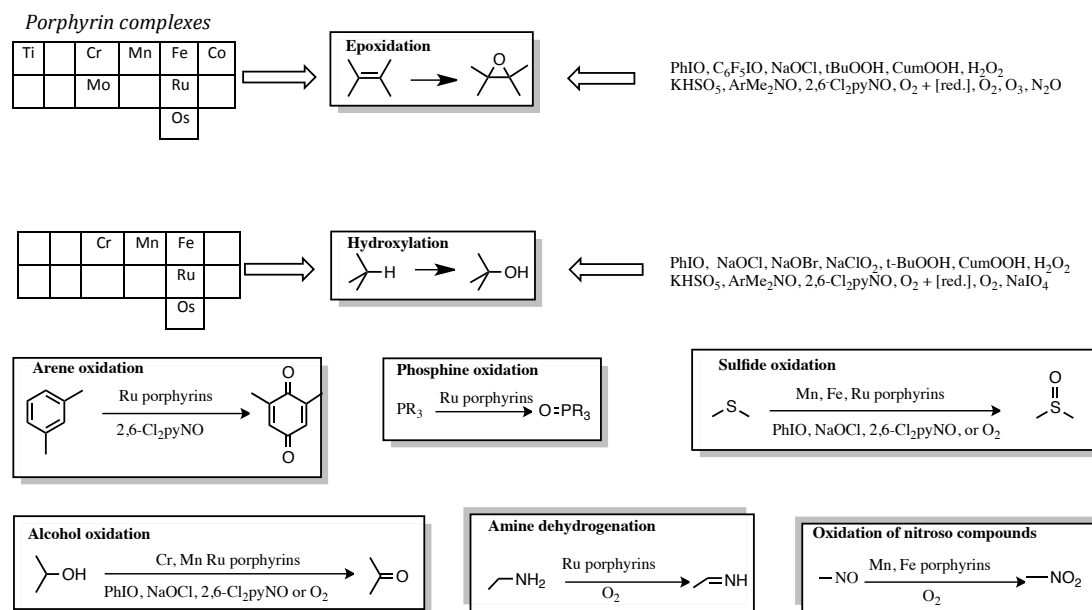 Porphyrin complexes
Ti Cr Mn Fe Co
Mo Ru
Os
Epoxidation
O
PhIO, C₆F₅IO, NaOCl, tBuOOH, CumOOH, H₂O₂
KHSO₅, ArMe₂NO, 2,6-Cl₂pyNO, O₂ + [red.], O₂, O₃, N₂O
Cr Mn Fe
Ru
Os
Hydroxylation
H OH
PhIO, NaOCl, NaOBr, NaClO₂, t-BuOOH, CumOOH, H₂O₂
KHSO₅, ArMe₂NO, 2,6-Cl₂pyNO, O₂ + [red.], O₂, NaIO₄
Arene oxidation
Ru porphyrins
2,6-Cl₂pyNO
O
O
Phosphine oxidation
PR₃ Ru porphyrins O=PR₃
Sulfide oxidation
S Mn, Fe, Ru porphyrins O
S
PhIO, NaOCl, 2,6-Cl₂pyNO, or O₂
Alcohol oxidation
OH Cr, Mn Ru porphyrins O
PhIO, NaOCl, 2,6-Cl₂pyNO or O₂
Amine dehydrogenation
NH₂ Ru porphyrins NH
O₂
Oxidation of nitroso compounds
NO Mn, Fe porphyrins NO₂
O₂